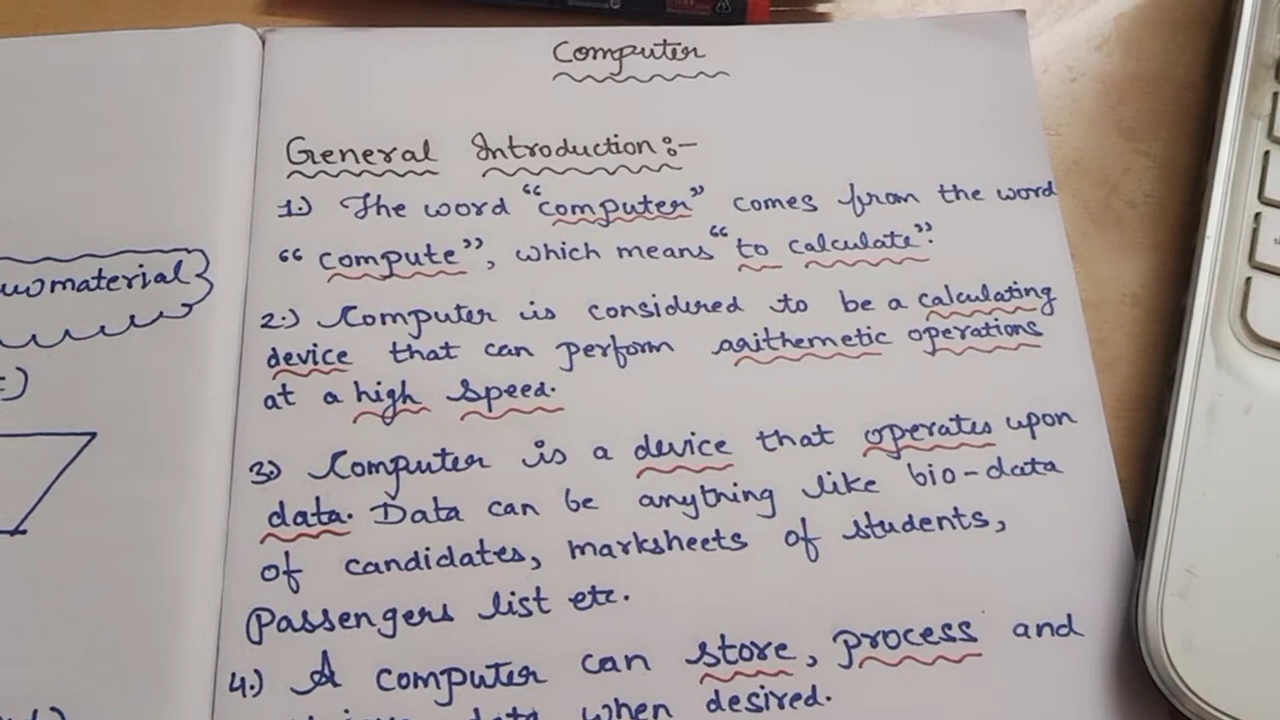 Computer
General Introduction:-
1.) The word "computer" comes from the word
"compute", which means "to calculate".
2.) Computer is considered to be a calculating
device that can perform arithemetic operations
at a high speed.
3) Computer is a device that operates upon
data. Data can be anything like bio-data
of candidates, marksheets of students,
Passengers list etc.
4.) A computer can store, process and
data when desired.
material